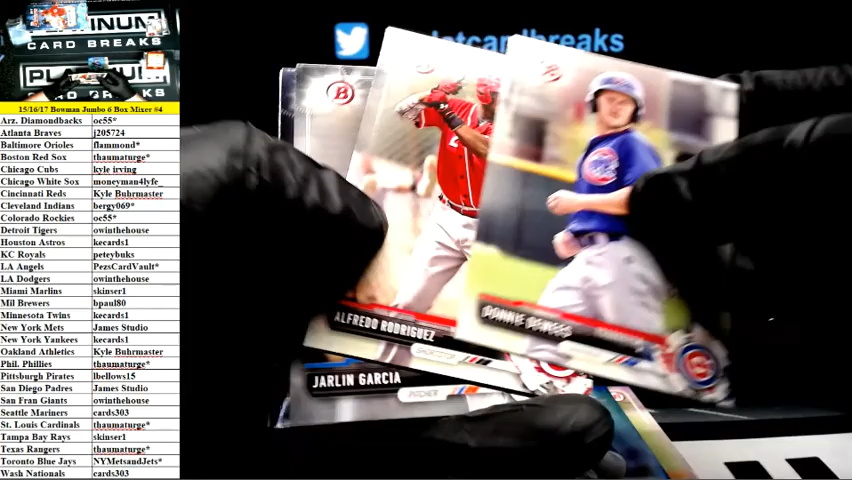 PLATINUM
CARD BREAKS
cardbreaks
15/16/17 Bowman Jumbo 6 Box Mixer #4
Arz. Diamondbacks oc55*
Atlanta Braves j205724
Baltimore Orioles flammond*
Boston Red Sox thaumaturge*
Chicago Cubs kyle irving
Chicago White Sox moneyman4lyfe_
Cincinnati Reds Kyle Buhrmaster
Cleveland Indians bergy069*
Colorado Rockies oc55*
Detroit Tigers owinthehouse
Houston Astros kecards1
KC Royals peteybuks
LA Angels PezsCardVault*
LA Dodgers owinthehouse
Miami Marlins skinser1
Mil Brewers bpaul80
Minnesota Twins kecards1
New York Mets James Studio
New York Yankees kecards1
Oakland Athletics Kyle Buhrmaster
Phil. Phillies thaumaturge*
Pittsburgh Pirates lbellows15
San Diego Padres James Studio
San Fran Giants owinthehouse
Seattle Mariners cards303
St. Louis Cardinals thaumaturge*
Tampa Bay Rays skinser1
Texas Rangers thaumaturge*
Toronto Blue Jays NYMetsandJets*
Wash Nationals cards303
B
ALFREDO RODRIGUEZ
SHORTSTOP
JARLIN GARCIA
PITCHER
DONNIE DEWEES